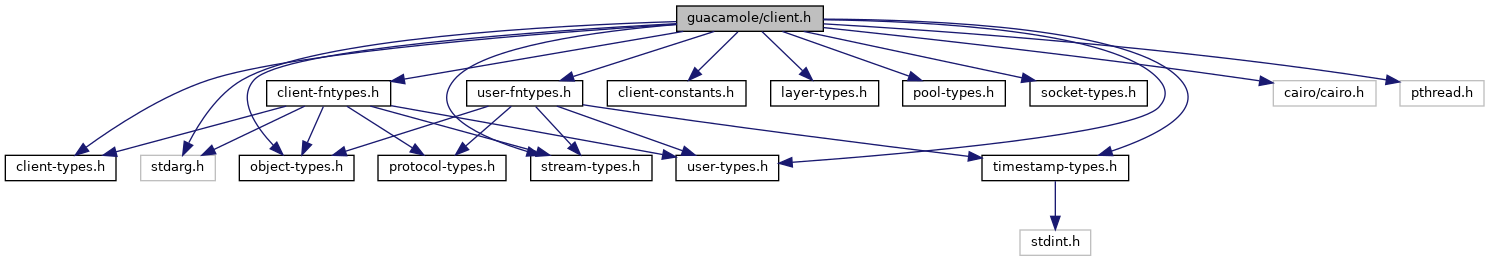 guacamole/client.h
client-fntypes.h
user-fntypes.h
client-constants.h
layer-types.h
pool-types.h
socket-types.h
cairo/cairo.h
pthread.h
client-types.h
stdarg.h
object-types.h
protocol-types.h
stream-types.h
user-types.h
timestamp-types.h
stdint.h